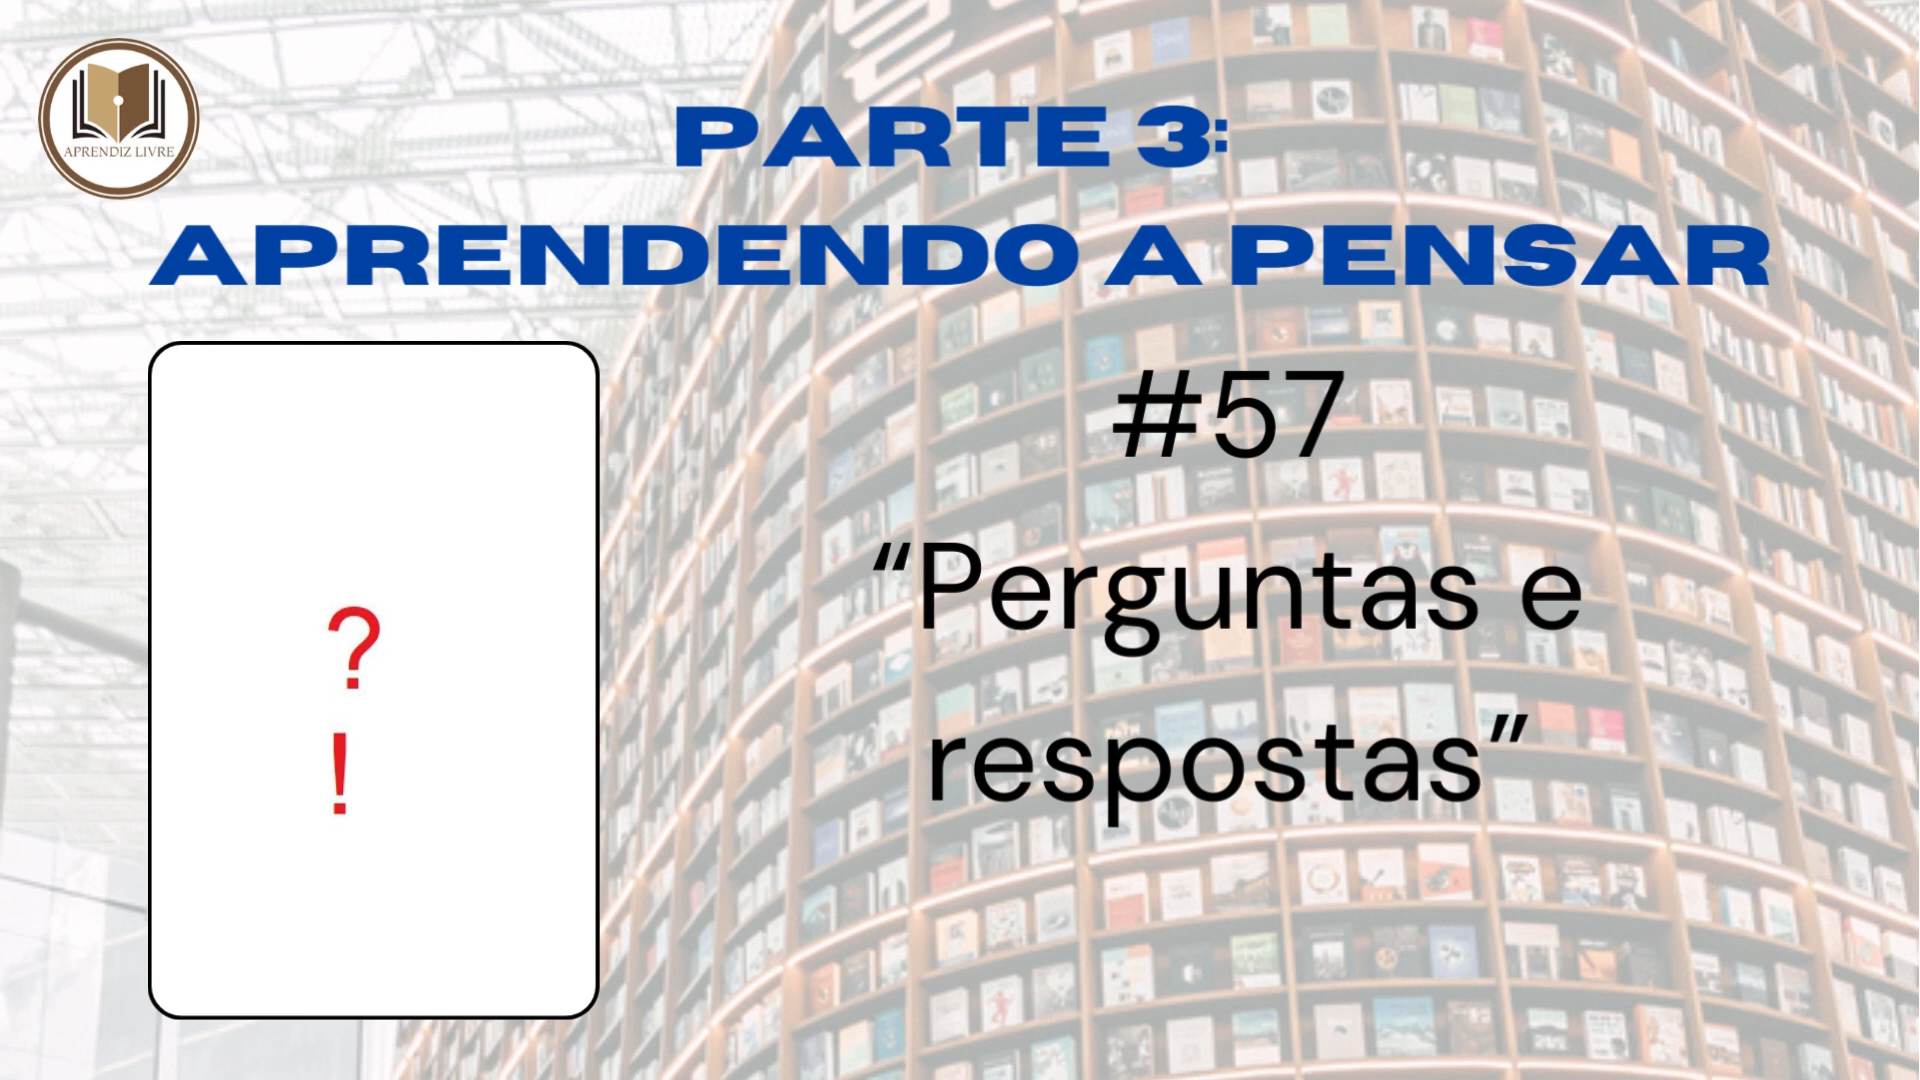 APRENDIZ LIVRE
PARTE 3:
APRENDENDO A PENSAR
?
!
#57
“Perguntas e
respostas”